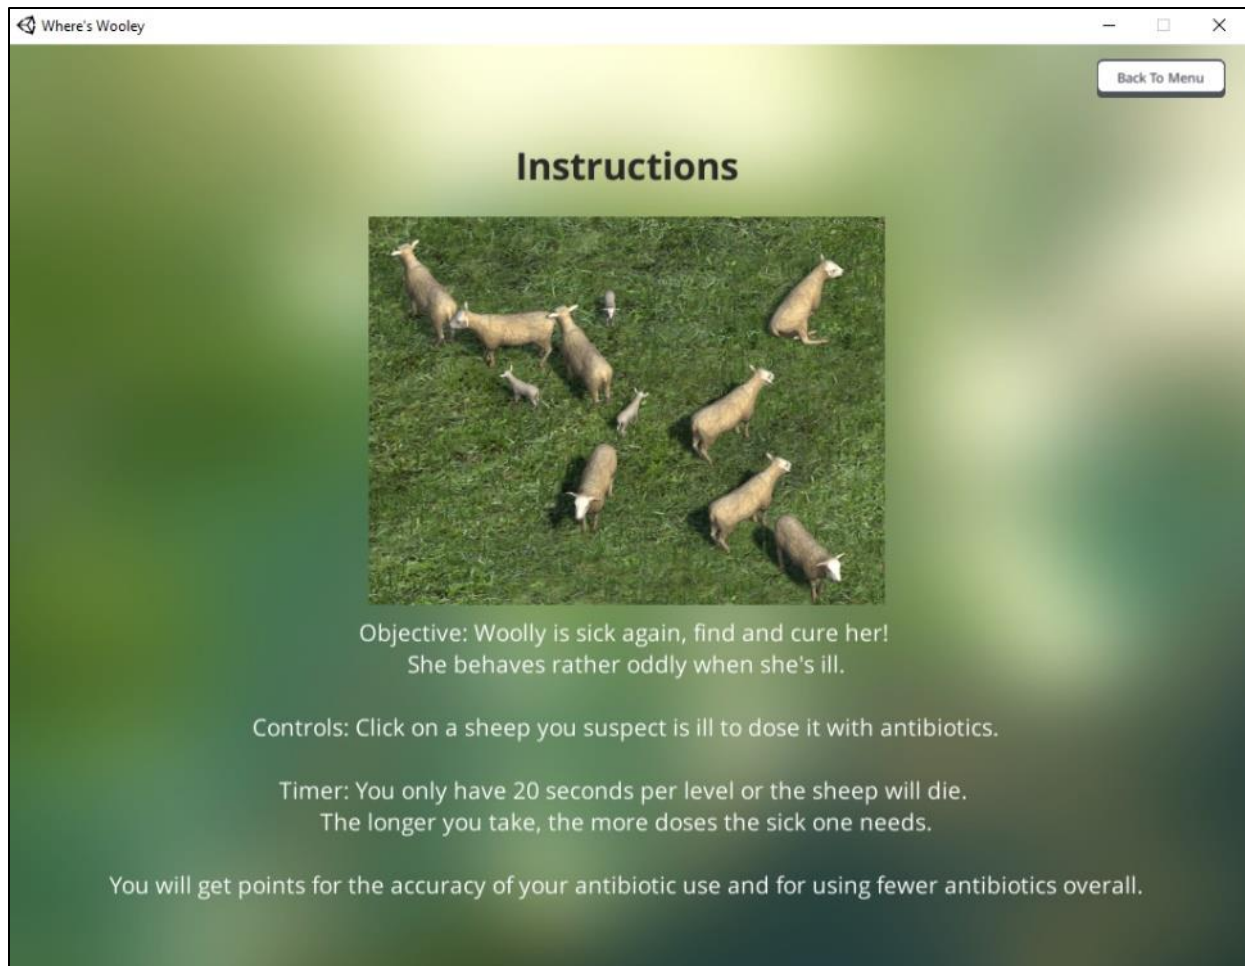 Where's Wooley
Back To Menu
Instructions
Objective: Woolly is sick again, find and cure her!
She behaves rather oddly when she's ill.
Controls: Click on a sheep you suspect is ill to dose it with antibiotics.
Timer: You only have 20 seconds per level or the sheep will die.
The longer you take, the more doses the sick one needs.
You will get points for the accuracy of your antibiotic use and for using fewer antibiotics overall.